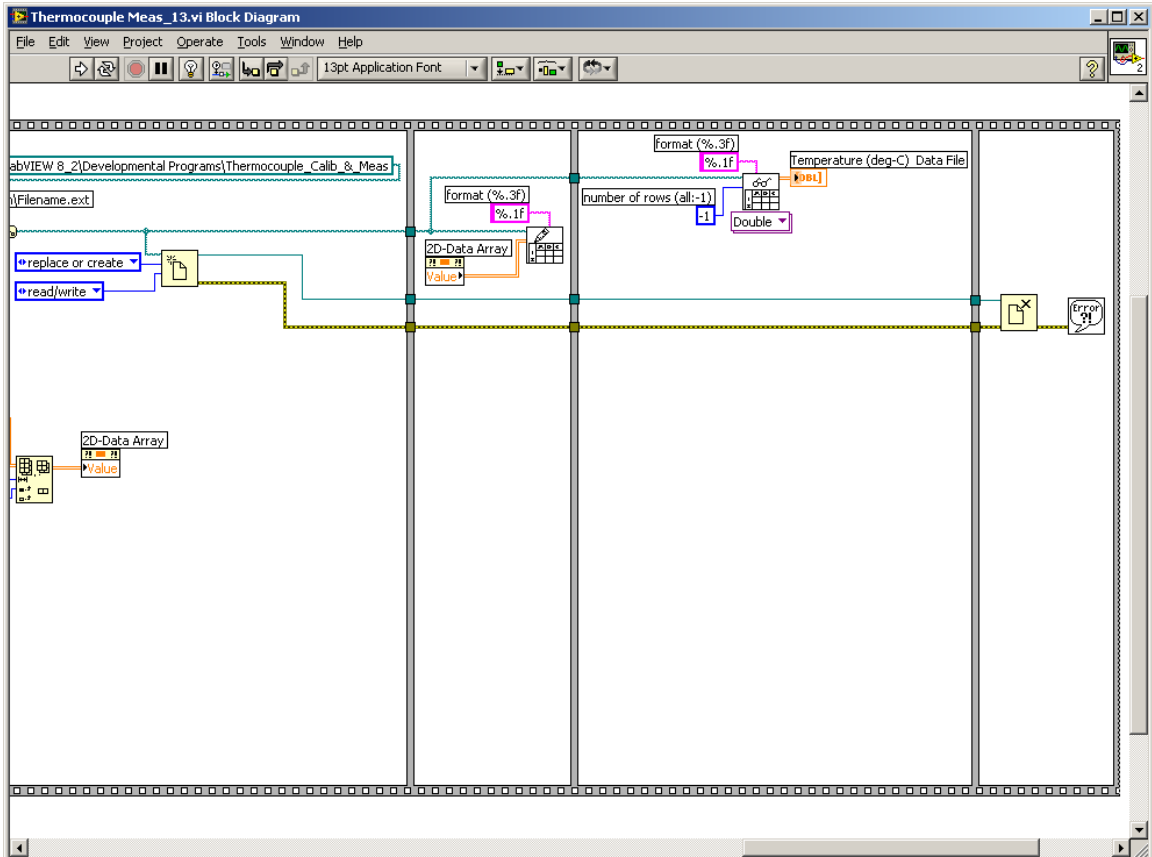 Thermocouple Meas_13.vi Block Diagram
File Edit View Project Operate Tools Window Help
13pt Application Font
?
2
abVIEW 8_2\Developmental Programs\Thermocouple_Calib_&_Meas
\Filename.ext
replace or create
read/write
2D-Data Array
Value
format (%.3f)
%.1f
2D-Data Array
Value
format (%.3f)
%.1f
number of rows (all:-1)
-1
Double
Temperature (deg-C) Data File
DBL]
Error
?!